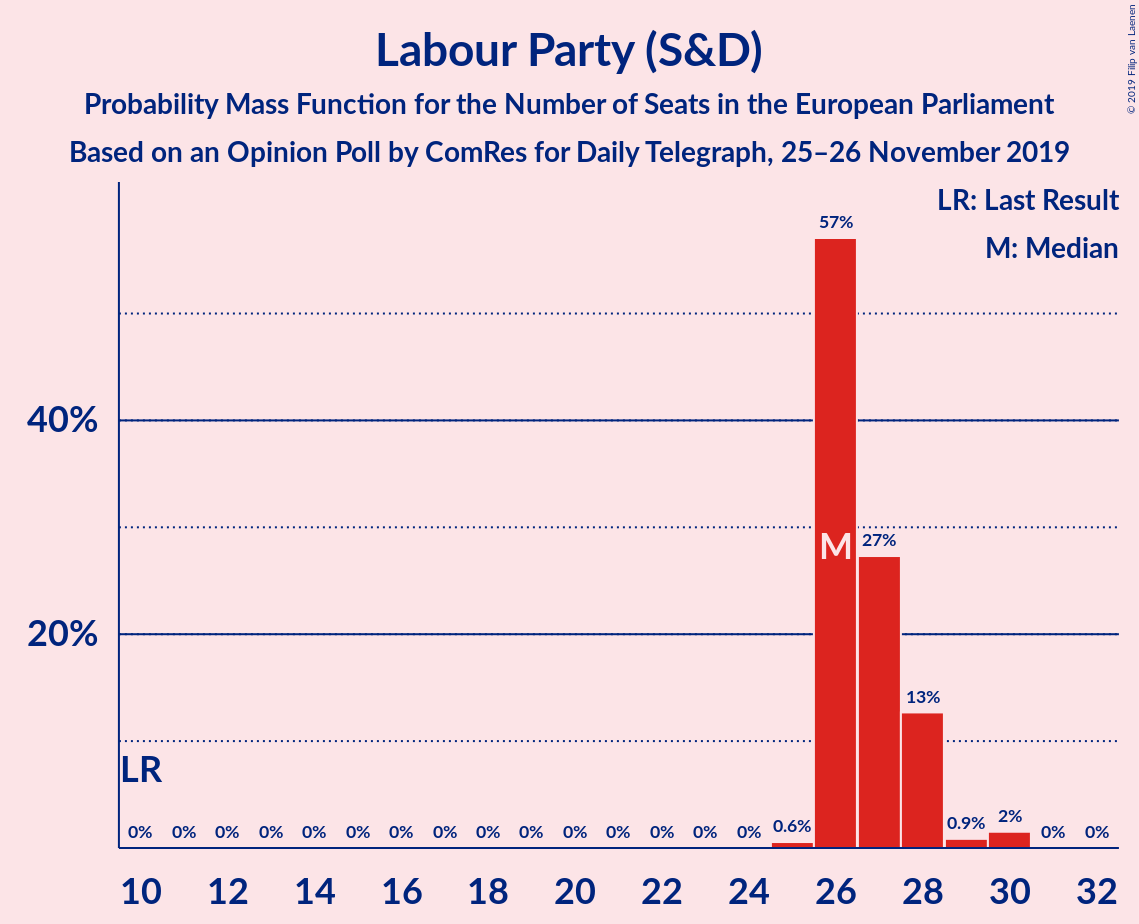 Labour Party (S&D)
Probability Mass Function for the Number of Seats in the European Parliament
Based on an Opinion Poll by ComRes for Daily Telegraph, 25–26 November 2019
© 2019 Filip van Laenen
LR: Last Result
M: Median
57%
40%
M
27%
20%
13%
LR
0% 0% 0% 0% 0% 0% 0% 0% 0% 0% 0% 0% 0% 0% 0% 0.6% 0.9% 2% 0% 0%
10 12 14 16 18 20 22 24 26 28 30 32